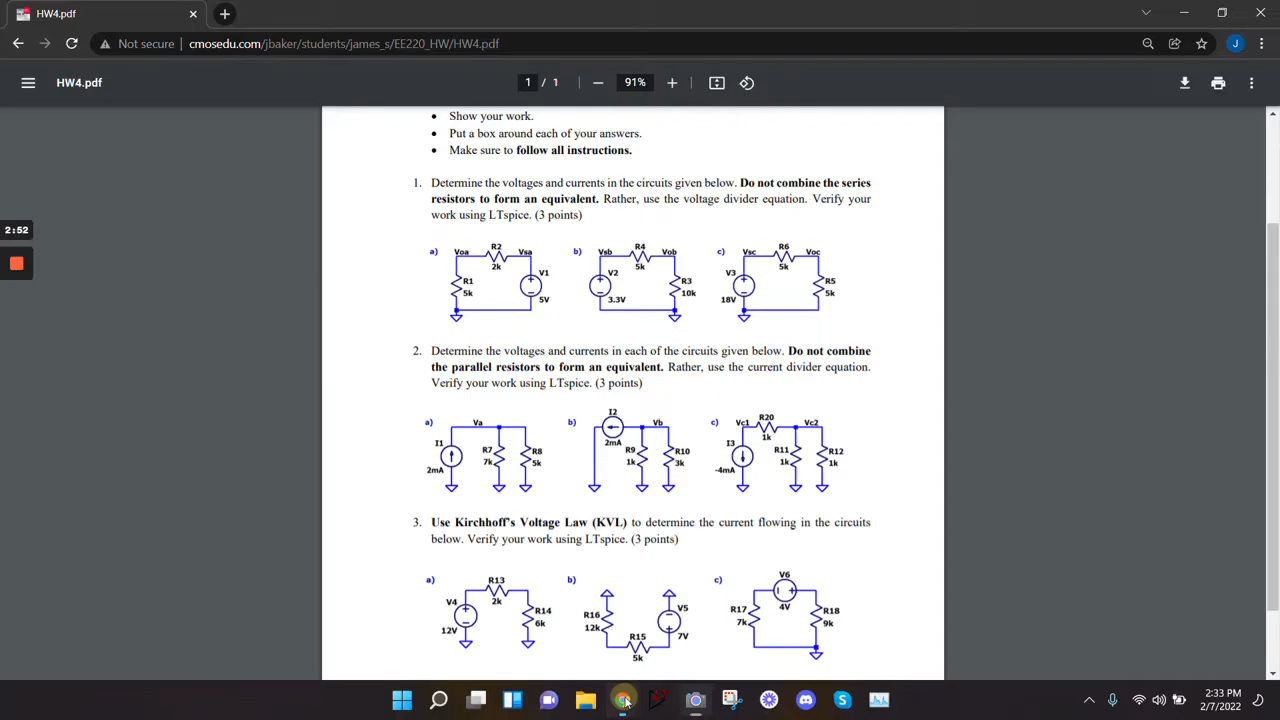 HW4.pdf
Not secure
cmosedu.com/jbaker/students/james_s/EE220_HW/HW4.pdf
J
HW4.pdf
1 / 1
91%
• Show your work.
• Put a box around each of your answers.
• Make sure to follow all instructions.
1. Determine the voltages and currents in the circuits given below. Do not combine the series
resistors to form an equivalent. Rather, use the voltage divider equation. Verify your
work using LTspice. (3 points)
2:52
a) Voa R2 2k Vsa R1 5k V1 5V
b) Vsb R4 5k Vob V2 3.3V R3 10k
c) Vsc R6 5k Voc V3 18V R5 5k
2. Determine the voltages and currents in each of the circuits given below. Do not combine
the parallel resistors to form an equivalent. Rather, use the current divider equation.
Verify your work using LTspice. (3 points)
a) Va I1 2mA R7 7k R8 5k
b) I2 2mA Vb R9 1k R10 3k
c) Vc1 R20 1k Vc2 I3 -4mA R11 1k R12 1k
3. Use Kirchhoff's Voltage Law (KVL) to determine the current flowing in the circuits
below. Verify your work using LTspice. (3 points)
a) R13 2k V4 12V R14 6k
b) R16 12k R15 5k V5 7V
c) V6 4V R17 7k R18 9k
2:33 PM
2/7/2022